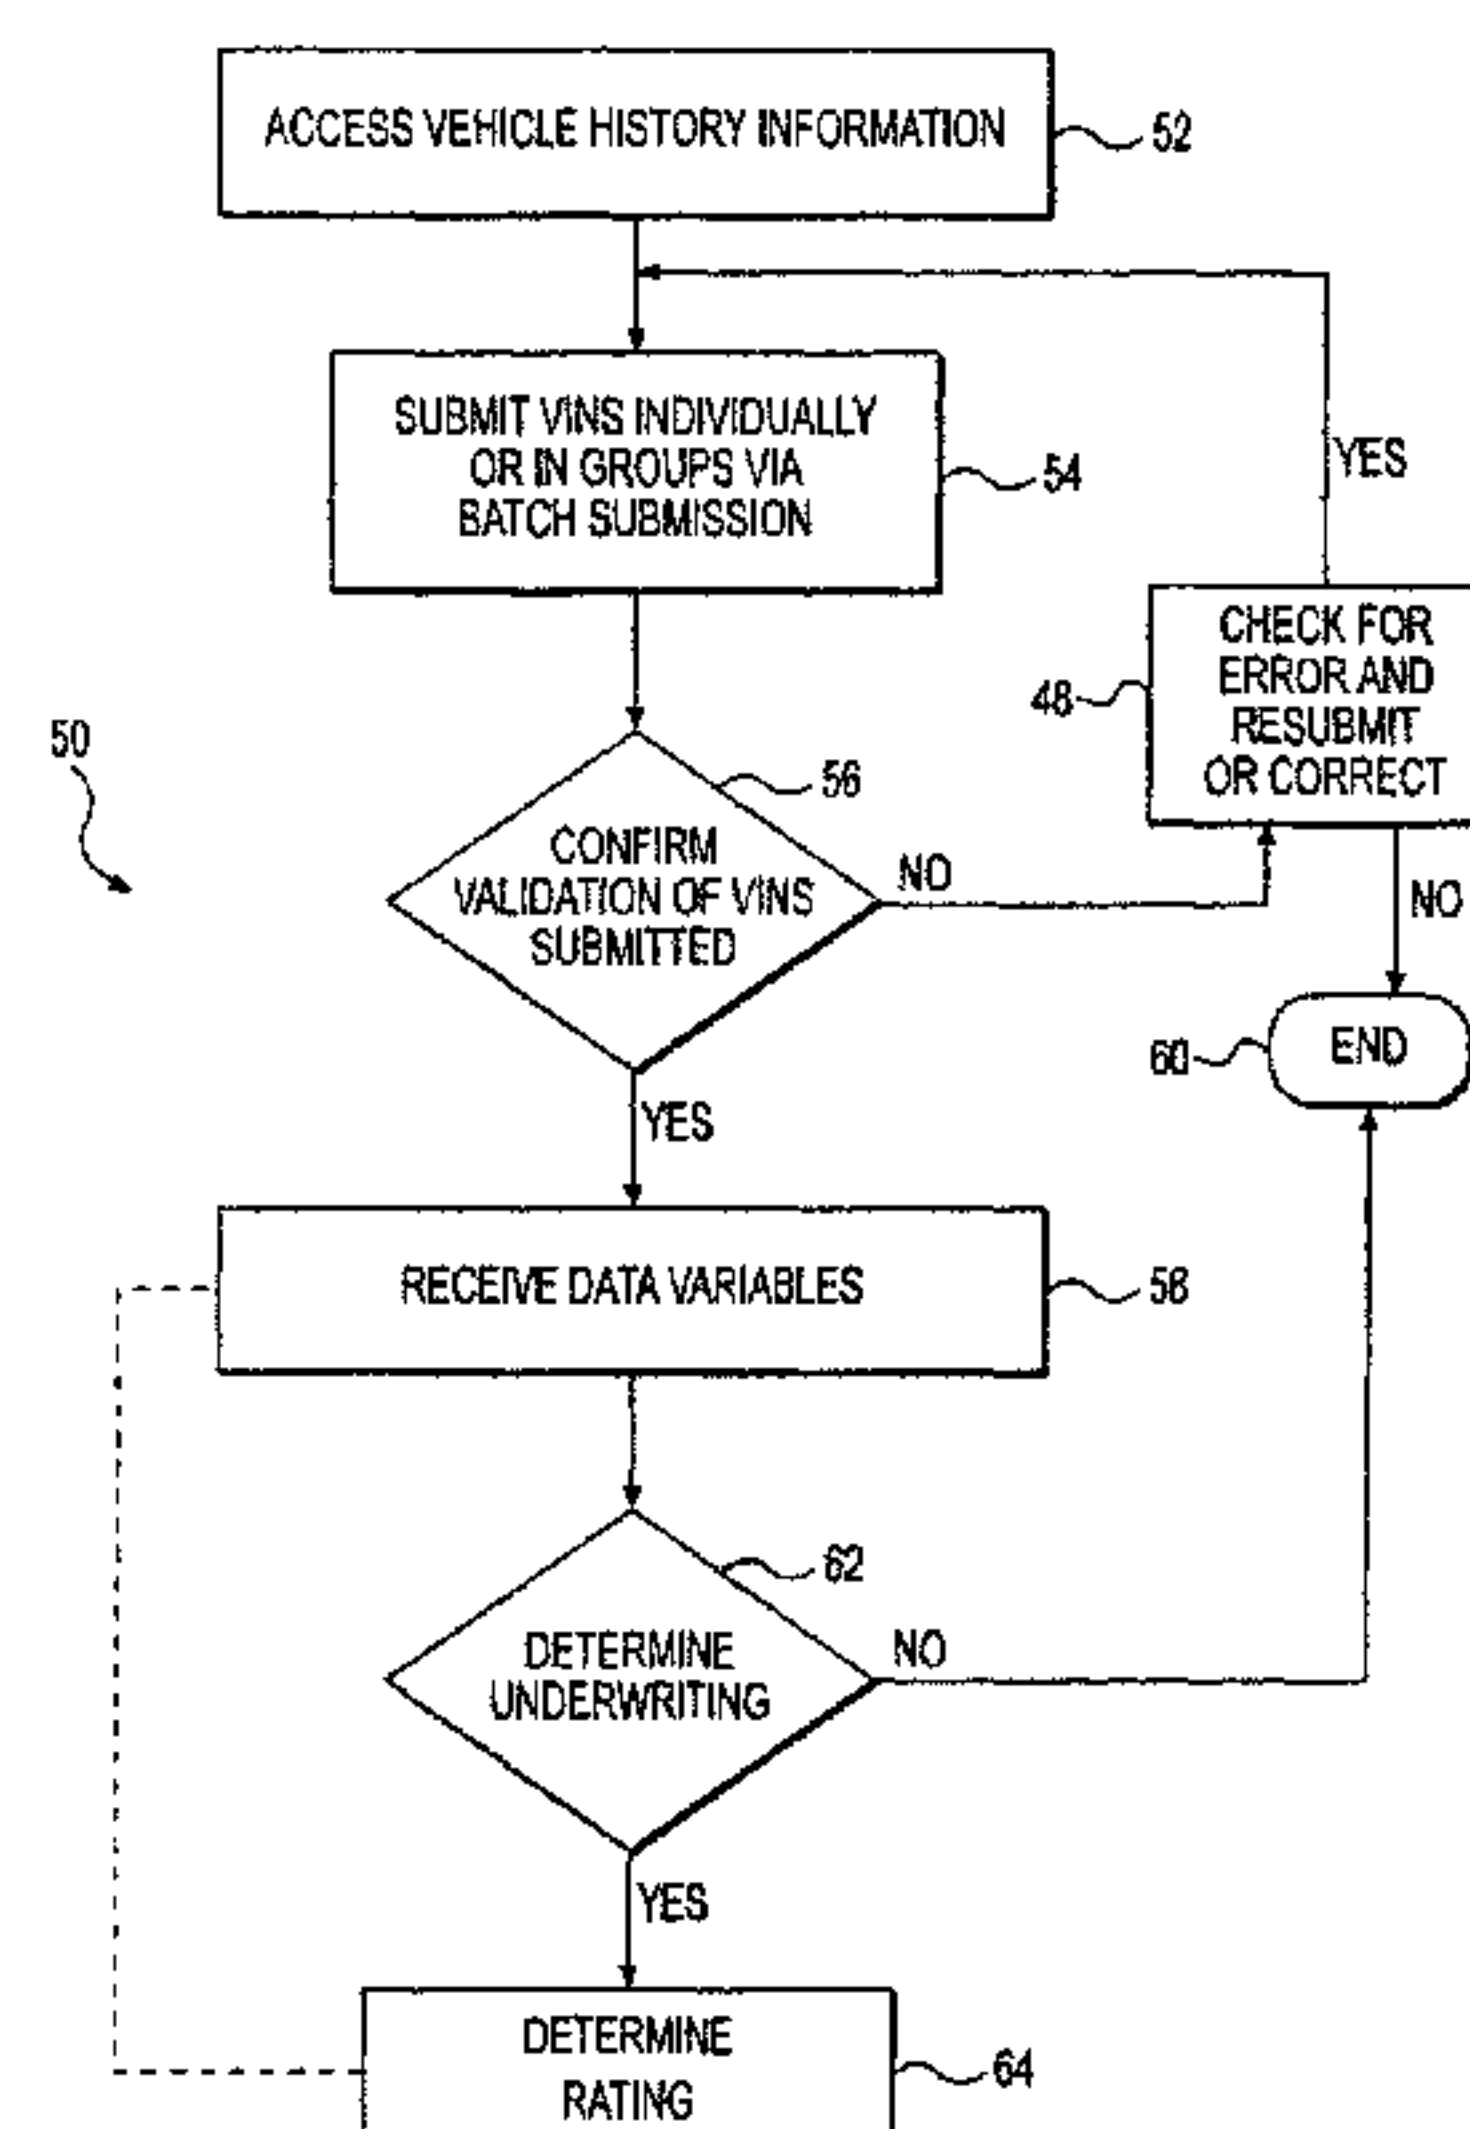 ACCESS VEHICLE HISTORY INFORMATION
52
SUBMIT VINS INDIVIDUALLY
OR IN GROUPS VIA
BATCH SUBMISSION
54
YES
CHECK FOR
ERROR AND
RESUBMIT
OR CORRECT
48
50
56
CONFIRM
VALIDATION OF VINS
SUBMITTED
NO
NO
END
60
YES
RECEIVE DATA VARIABLES
58
62
DETERMINE
UNDERWRITING
NO
YES
DETERMINE
RATING
64